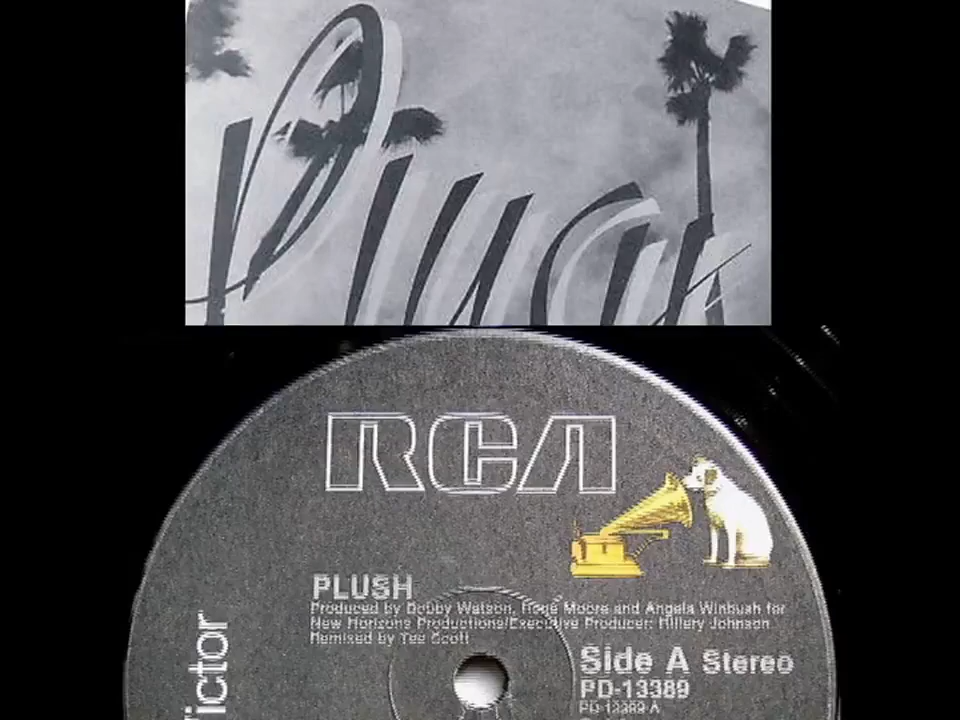 Plush
RCA
PLUSH
Produced by Bobby Watson, Rene Moore and Angela Winbush for
New Horizons Productions/Executive Producer: Hillery Johnson
Remixed by Tee Scott
Side A Stereo
PD-13389
PD-13389-A
Victor